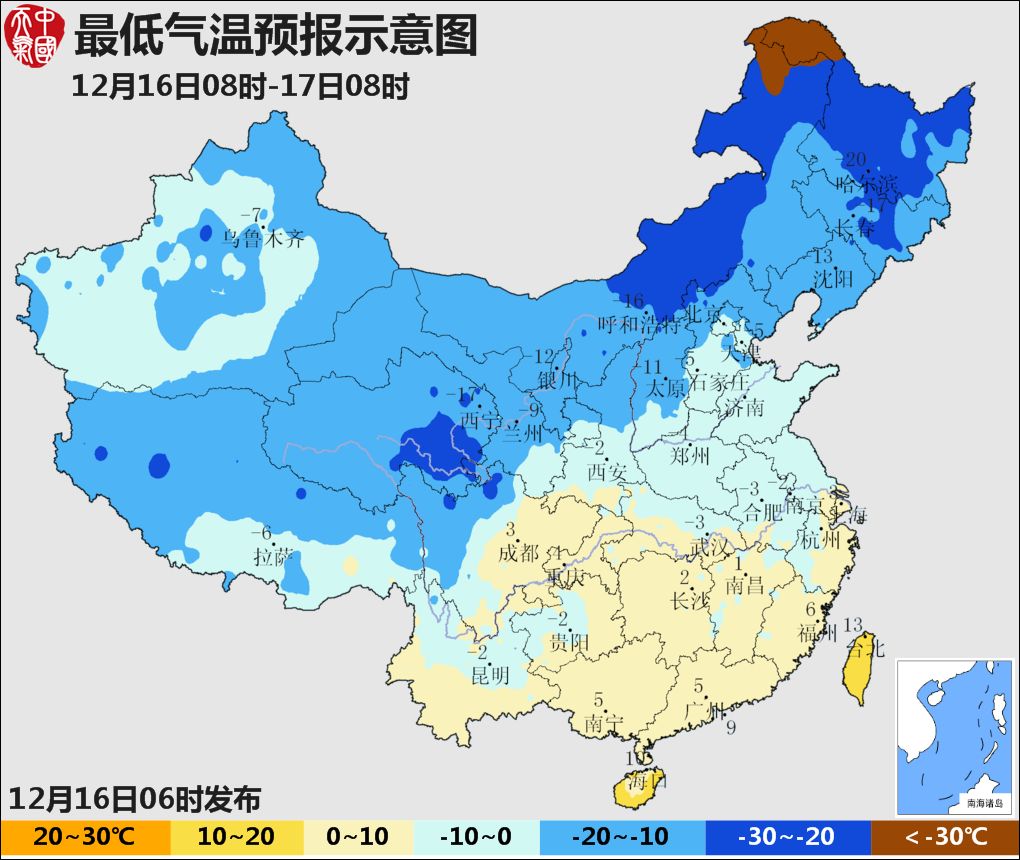 中國
天氣
最低气温预报示意图
12月16日08时-17日08时
-20
哈尔滨
-17
长春
-7
乌鲁木齐
13
沈阳
-16
呼和浩特
北京
-5
天津
-12
银川
-11
太原
-5
石家庄
济南
-17
西宁
-9
兰州
郑州
-2
西安
-3
合肥
南京
上海
-6
拉萨
3
成都
重庆
-3
武汉
杭州
2
长沙
1
南昌
-2
贵阳
6
福州
13
台北
-2
昆明
5
南宁
5
广州
9
海口
南海诸岛
12月16日06时发布
20~30℃
10~20
0~10
-10~0
-20~-10
-30~-20
<-30℃